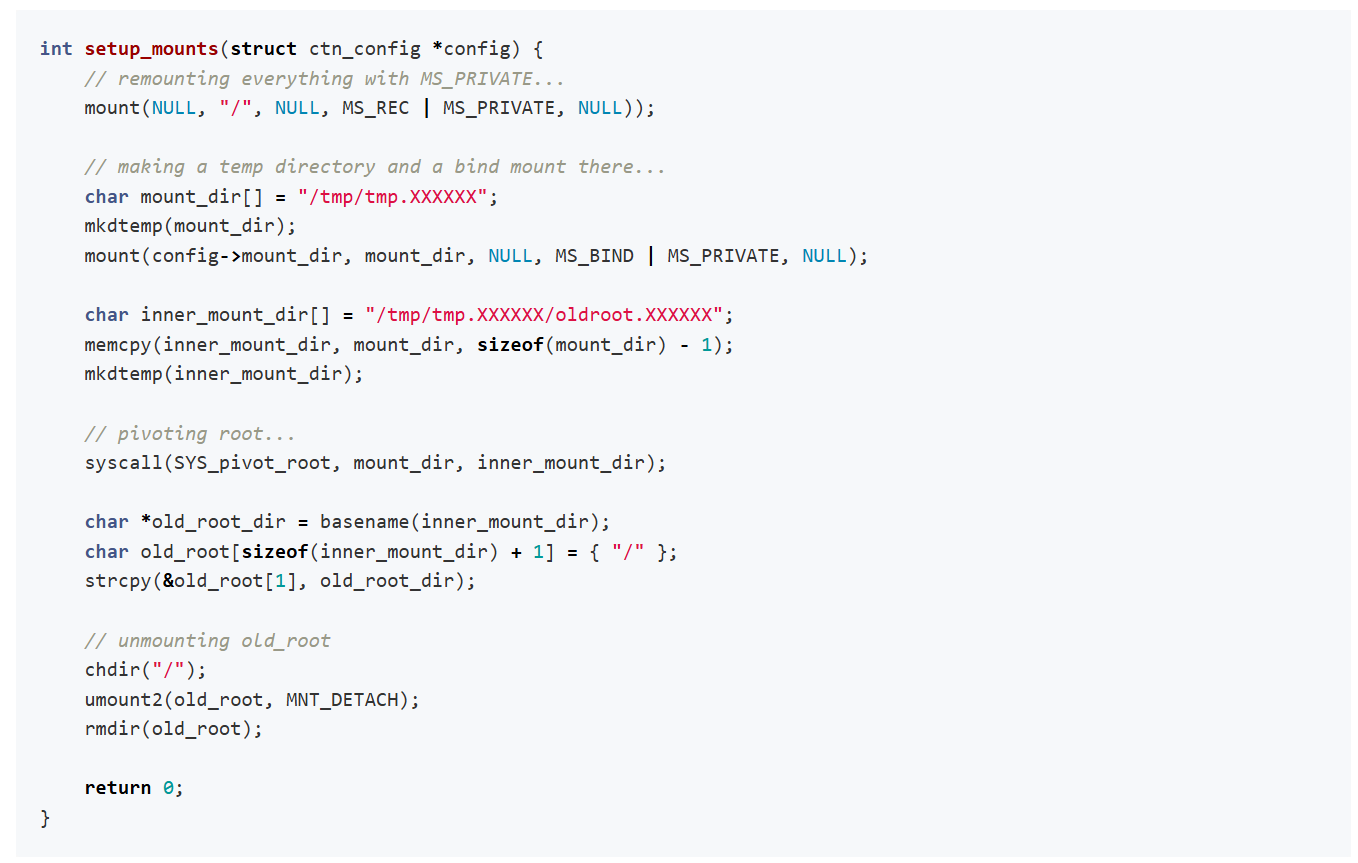 int setup_mounts(struct ctn_config *config) {
    // remounting everything with MS_PRIVATE...
    mount(NULL, "/", NULL, MS_REC | MS_PRIVATE, NULL));

    // making a temp directory and a bind mount there...
    char mount_dir[] = "/tmp/tmp.XXXXXX";
    mkdtemp(mount_dir);
    mount(config->mount_dir, mount_dir, NULL, MS_BIND | MS_PRIVATE, NULL);

    char inner_mount_dir[] = "/tmp/tmp.XXXXXX/oldroot.XXXXXX";
    memcpy(inner_mount_dir, mount_dir, sizeof(mount_dir) - 1);
    mkdtemp(inner_mount_dir);

    // pivoting root...
    syscall(SYS_pivot_root, mount_dir, inner_mount_dir);

    char *old_root_dir = basename(inner_mount_dir);
    char old_root[sizeof(inner_mount_dir) + 1] = { "/" };
    strcpy(&old_root[1], old_root_dir);

    // unmounting old_root
    chdir("/");
    umount2(old_root, MNT_DETACH);
    rmdir(old_root);

    return 0;
}